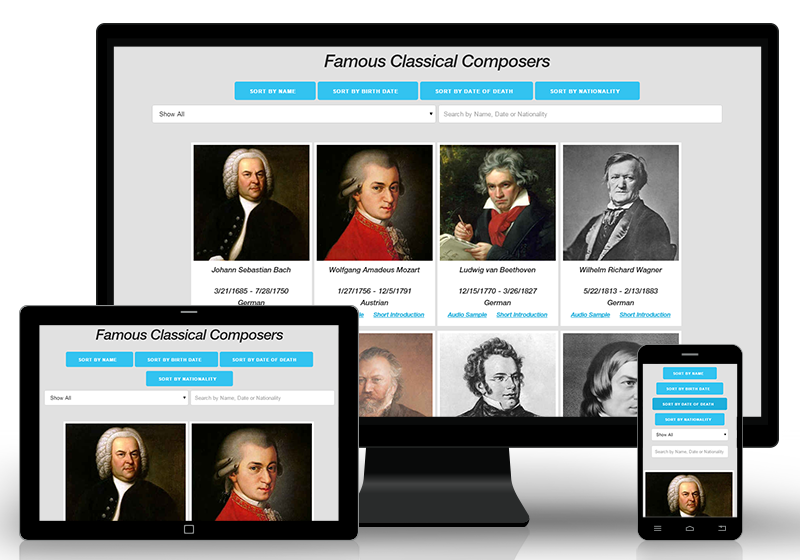 Famous Classical Composers
SORT BY NAME SORT BY BIRTH DATE SORT BY DATE OF DEATH SORT BY NATIONALITY
Show All Search by Name, Date or Nationality
Johann Sebastian Bach Wolfgang Amadeus Mozart Ludwig van Beethoven Wilhelm Richard Wagner
3/21/1685 - 7/28/1750 1/27/1756 - 12/5/1791 12/15/1770 - 3/26/1827 5/22/1813 - 2/13/1883
German Austrian German German
Short Introduction Audio Sample Short Introduction Audio Sample Short Introduction
Famous Classical Composers
SORT BY NAME SORT BY BIRTH DATE SORT BY DATE OF DEATH
SORT BY NATIONALITY
Show All Search by Name, Date or Nationality
SORT BY NAME
SORT BY BIRTH DATE
SORT BY DATE OF DEATH
SORT BY NATIONALITY
Show All
Search by Name, Date or Nationality